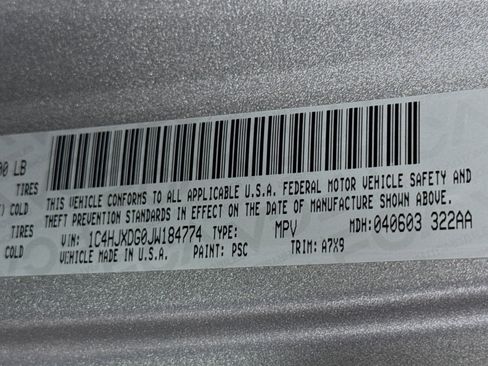 00 LB
TIRES
COLD
TIRES
COLD
THIS VEHICLE CONFORMS TO ALL APPLICABLE U.S.A. FEDERAL MOTOR VEHICLE SAFETY AND
THEFT PREVENTION STANDARDS IN EFFECT ON THE DATE OF MANUFACTURE SHOWN ABOVE.
VIN: 1C4HJXDG0JW184774 TYPE: MPV MDH:040603 322AA
VEHICLE MADE IN U.S.A. PAINT: PSC TRIM: A7X9